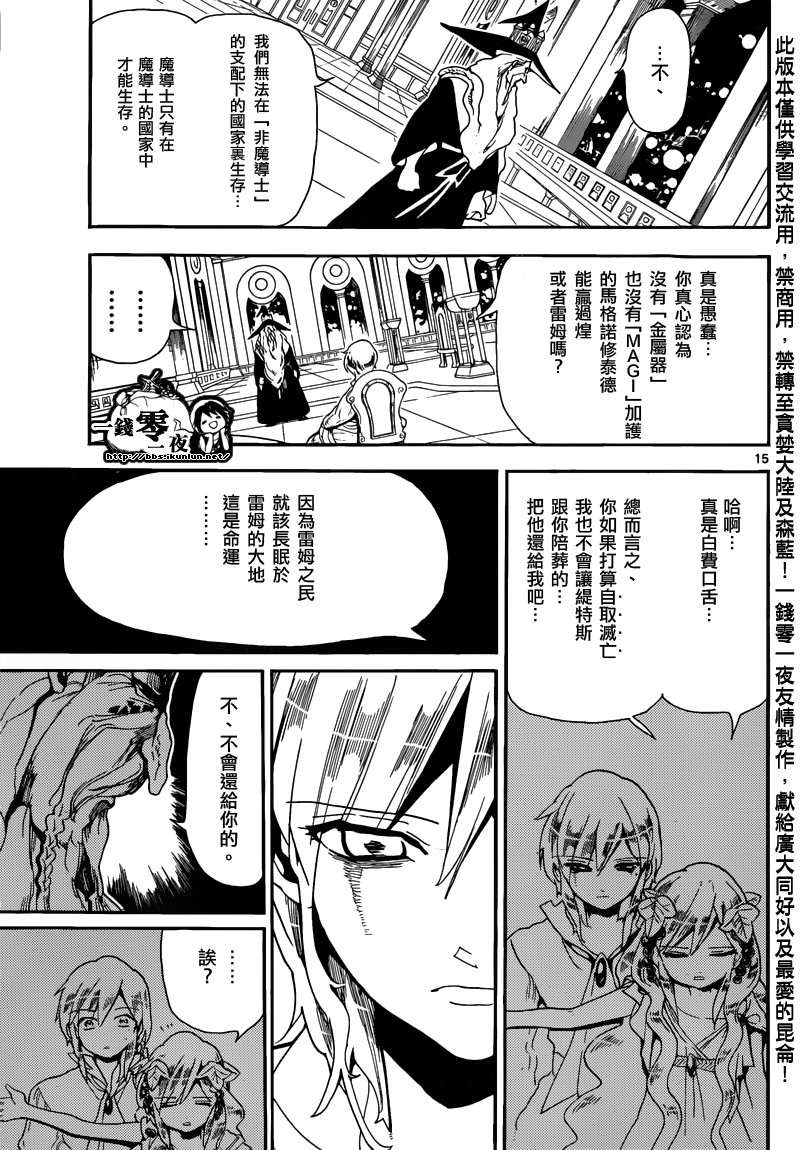 …不、
我們無法在「非魔導士」
的支配下的國家裏生存…
魔導士只有在
魔導士的國家中
才能生存。
真是愚蠢…
你真心認為
沒有「金屬器」
也沒有「MAGI」加護
的馬格諾修泰德
能贏過煌
或者雷姆嗎？
……
……
一錢零一夜
http://bbs.ikunlun.net/
15
哈啊…
真是白費口舌…
總而言之、
你如果打算自取滅亡
我也不會讓緹特斯
跟你陪葬的…
把他還給我吧…
因為雷姆之民
就該長眠於
雷姆的大地
這是命運
………
不、不會還給你的。
……
誒？
此版本僅供學習交流用，禁商用，禁轉至貪婪大陸及森藍！一錢零一夜友情製作，獻給廣大同好以及最愛的昆侖！